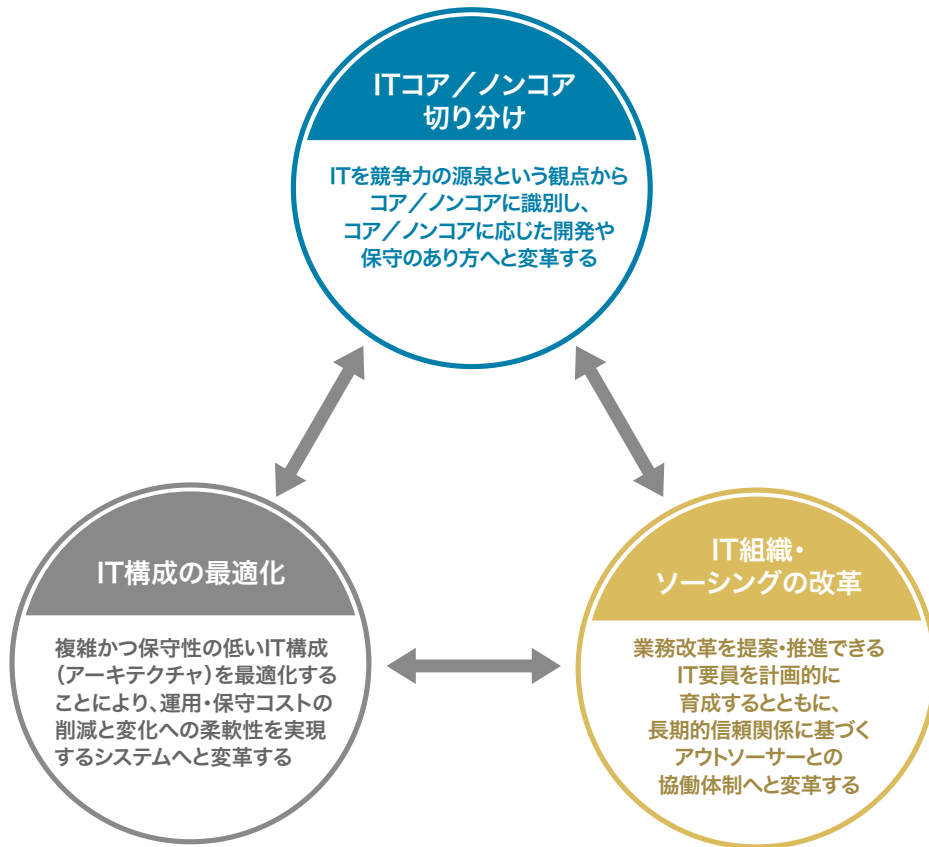 ITコア／ノンコア
切り分け
ITを競争力の源泉という観点から
コア／ノンコアに識別し、
コア／ノンコアに応じた開発や
保守のあり方へと変革する
IT構成の最適化
複雑かつ保守性の低いIT構成
（アーキテクチャ）を最適化する
ことにより、運用・保守コストの
削減と変化への柔軟性を実現
するシステムへと変革する
IT組織・
ソーシングの改革
業務改革を提案・推進できる
IT要員を計画的に
育成するとともに、
長期的信頼関係に基づく
アウトソーサーとの
協働体制へと変革する